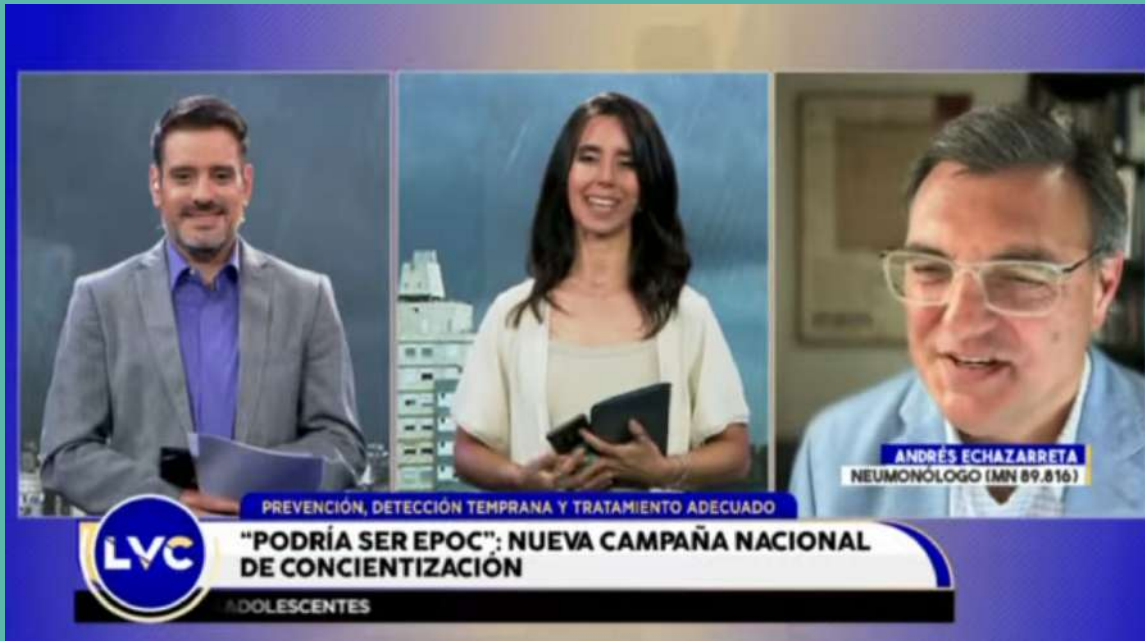 ANDRÉS ECHAZARRETA
NEUMONÓLOGO (MN 89.816)
PREVENCIÓN, DETECCIÓN TEMPRANA Y TRATAMIENTO ADECUADO
LVC
“PODRÍA SER EPOC”: NUEVA CAMPAÑA NACIONAL
DE CONCIENTIZACIÓN
ADOLESCENTES